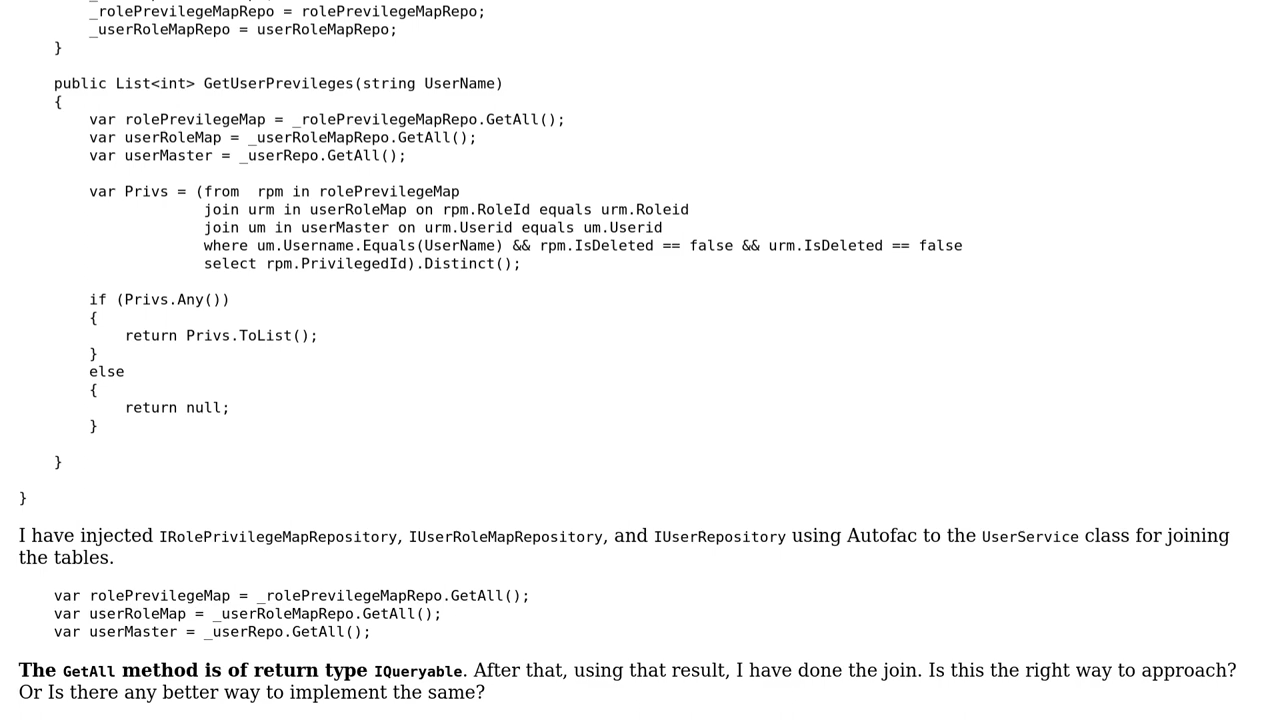 _rolePrevilegeMapRepo = rolePrevilegeMapRepo;
_userRoleMapRepo = userRoleMapRepo;
}
public List<int> GetUserPrevileges(string UserName)
{
var rolePrevilegeMap = _rolePrevilegeMapRepo.GetAll();
var userRoleMap = _userRoleMapRepo.GetAll();
var userMaster = _userRepo.GetAll();
var Privs = (from  rpm in rolePrevilegeMap
join urm in userRoleMap on rpm.RoleId equals urm.Roleid
join um in userMaster on urm.Userid equals um.Userid
where um.Username.Equals(UserName) && rpm.IsDeleted == false && urm.IsDeleted == false
select rpm.PrivilegedId).Distinct();
if (Privs.Any())
{
return Privs.ToList();
}
else
{
return null;
}
}
}
I have injected IRolePrivilegeMapRepository, IUserRoleMapRepository, and IUserRepository using Autofac to the UserService class for joining
the tables.
var rolePrevilegeMap = _rolePrevilegeMapRepo.GetAll();
var userRoleMap = _userRoleMapRepo.GetAll();
var userMaster = _userRepo.GetAll();
The GetAll method is of return type IQueryable. After that, using that result, I have done the join. Is this the right way to approach?
Or Is there any better way to implement the same?